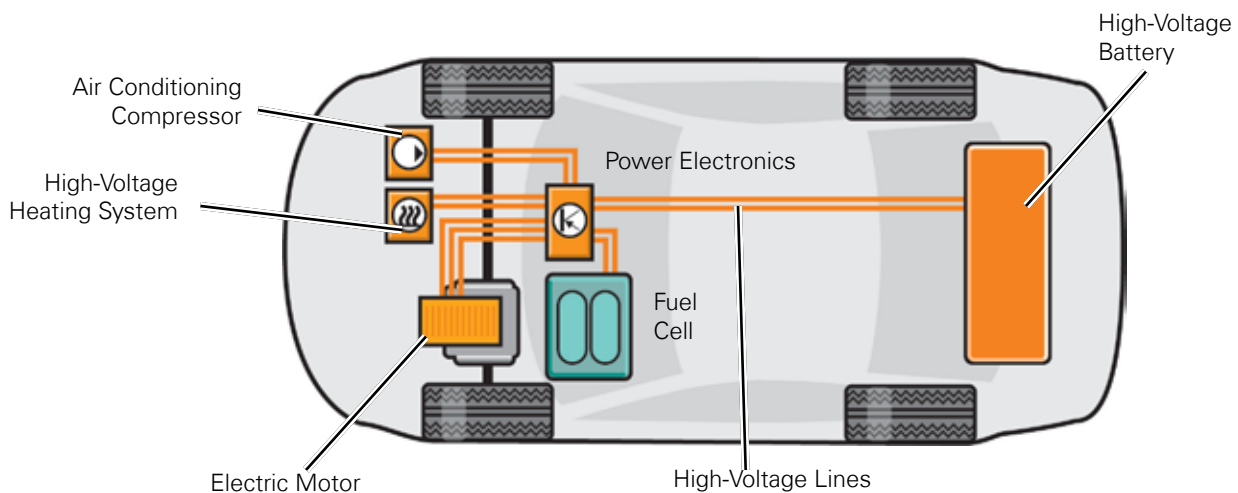 High-Voltage
Battery
Air Conditioning
Compressor
Power Electronics
High-Voltage
Heating System
Fuel
Cell
Electric Motor
High-Voltage Lines